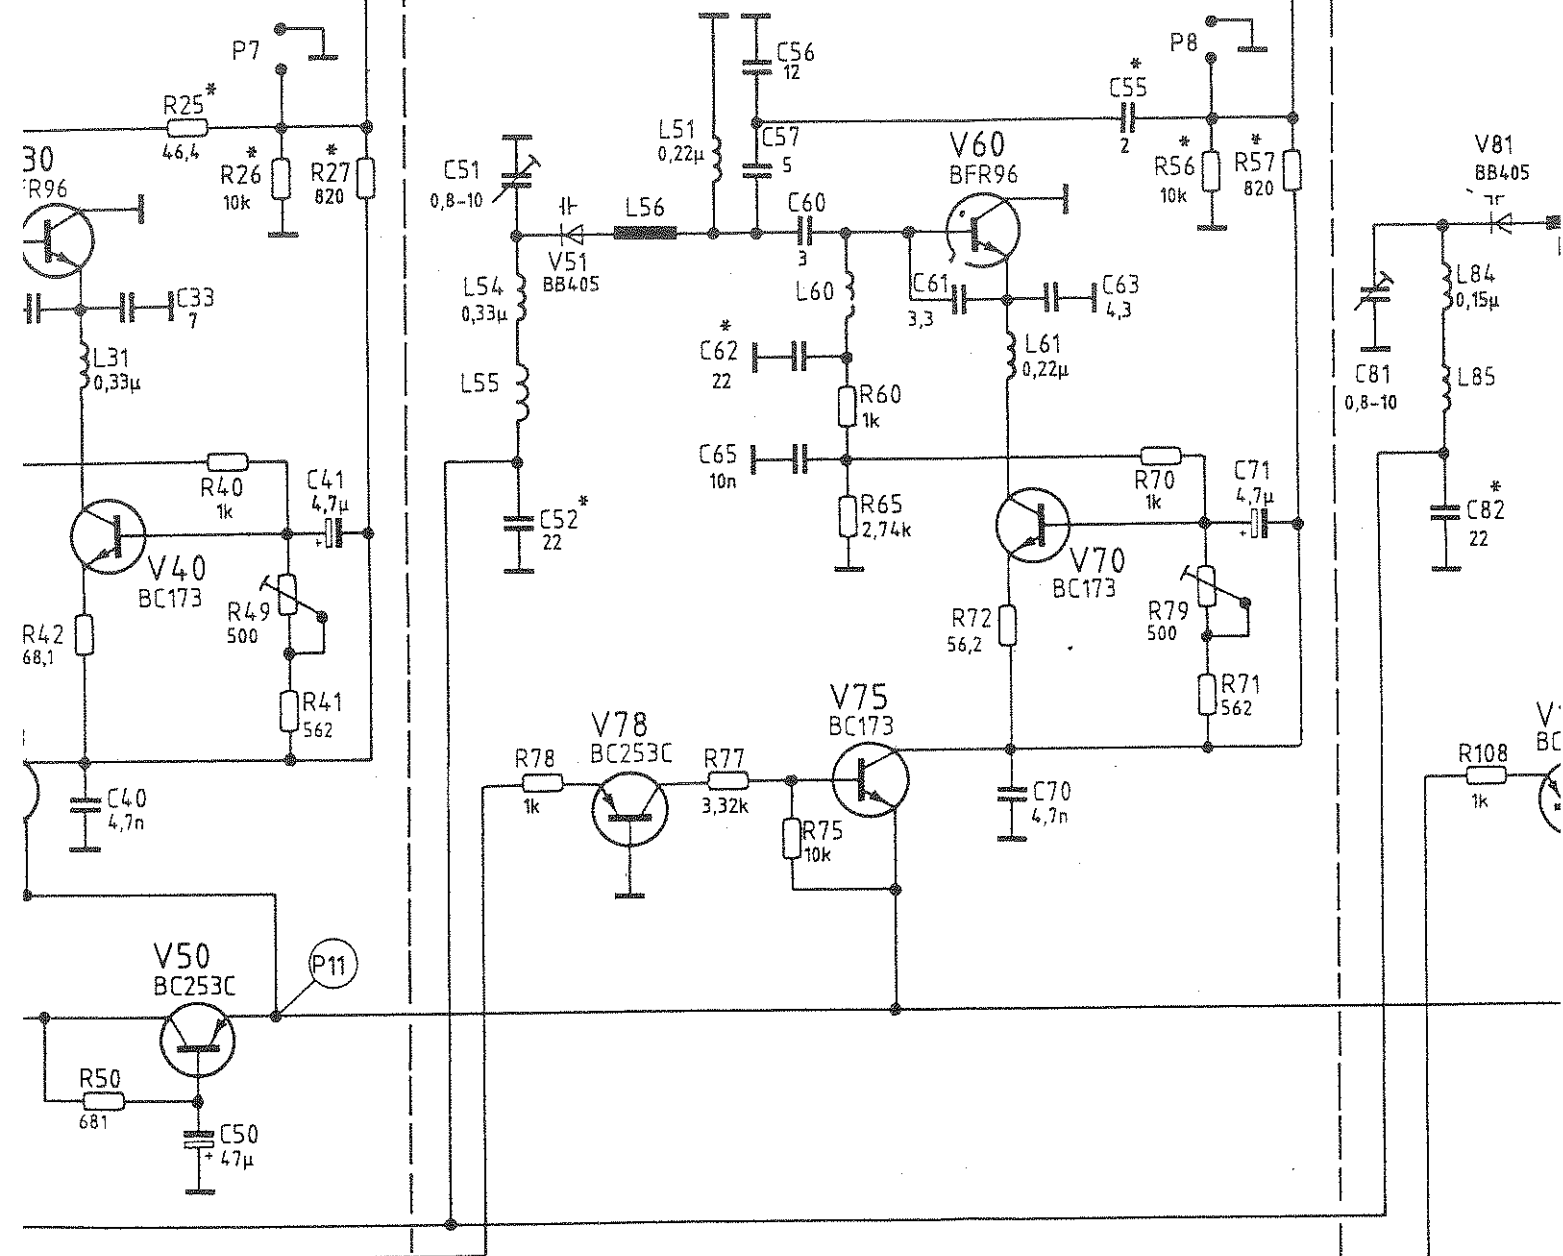 P7
R25*
46,4
*
R26
10k
*
R27
820
30
FR96
C33
7
L31
0,33µ
R40
1k
C41
4,7µ
V40
BC173
R49
500
R42
68,1
R41
562
C40
4,7n
V50
BC253C
P11
R50
681
C50
+
47µ
C56
12
L51
0,22µ
C57
5
C51
0,8-10
L56
V51
BB405
C60
3
L54
0,33µ
L55
C52*
22
*
C55
2
P8
*
R56
10k
*
R57
820
V60
BFR96
L60
C61
3,3
C63
4,3
*
C62
22
L61
0,22µ
R60
1k
C65
10n
R65
2,74k
R70
1k
C71
4,7µ
+
V70
BC173
R72
56,2
R79
500
R71
562
V75
BC173
V78
BC253C
R78
1k
R77
3,32k
R75
10k
C70
4,7n
V81
BB405
L84
0,15µ
C81
0,8-10
L85
*
C82
22
R108
1k